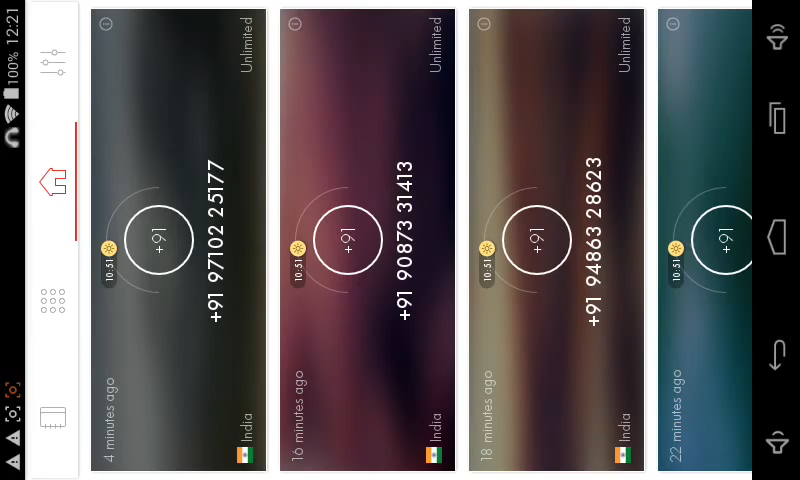 100% 12:21
4 minutes ago
10:51
+91
+91 97102 25177
India
Unlimited
16 minutes ago
10:51
+91
+91 90873 31413
India
Unlimited
18 minutes ago
10:51
+91
+91 94863 28623
India
Unlimited
22 minutes ago
10:51
+91